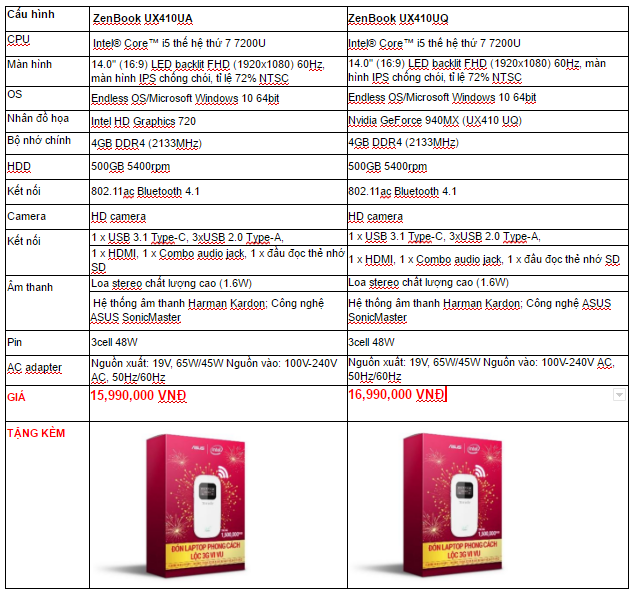 Cấu hình ZenBook UX410UA ZenBook UX410UQ
CPU Intel® Core™ i5 thế hệ thứ 7 7200U Intel® Core™ i5 thế hệ thứ 7 7200U
Màn hình 14.0" (16:9) LED backlit FHD (1920x1080) 60Hz, 14.0" (16:9) LED backlit FHD (1920x1080) 60Hz, màn
màn hình IPS chống chói, tỉ lệ 72% NTSC hình IPS chống chói, tỉ lệ 72% NTSC
OS Endless OS/Microsoft Windows 10 64bit Endless OS/Microsoft Windows 10 64bit
Nhân đồ họa Intel HD Graphics 720 Nvidia GeForce 940MX (UX410 UQ)
Bộ nhớ chính 4GB DDR4 (2133MHz) 4GB DDR4 (2133MHz)
HDD 500GB 5400rpm 500GB 5400rpm
Kết nối 802.11ac Bluetooth 4.1 802.11ac Bluetooth 4.1
Camera HD camera HD camera
Kết nối 1 x USB 3.1 Type-C, 3xUSB 2.0 Type-A, 1 x USB 3.1 Type-C, 3xUSB 2.0 Type-A,
1 x HDMI, 1 x Combo audio jack, 1 x đầu đọc thẻ nhớ 1 x HDMI, 1 x Combo audio jack, 1 x đầu đọc thẻ nhớ SD
SD
Âm thanh Loa stereo chất lượng cao (1.6W) Loa stereo chất lượng cao (1.6W)
Hệ thống âm thanh Harman Kardon; Công nghệ Hệ thống âm thanh Harman Kardon; Công nghệ ASUS
ASUS SonicMaster SonicMaster
Pin 3cell 48W 3cell 48W
AC adapter Nguồn xuất: 19V, 65W/45W Nguồn vào: 100V-240V Nguồn xuất: 19V, 65W/45W Nguồn vào: 100V-240V AC,
AC, 50Hz/60Hz 50Hz/60Hz
GIÁ 15,990,000 VNĐ 16,990,000 VNĐ
TẶNG KÈM
ASUS intel
1,300,000
ĐÓN LAPTOP PHONG CÁCH
LỘC 3G VI VU
ASUS intel
1,300,000
ĐÓN LAPTOP PHONG CÁCH
LỘC 3G VI VU